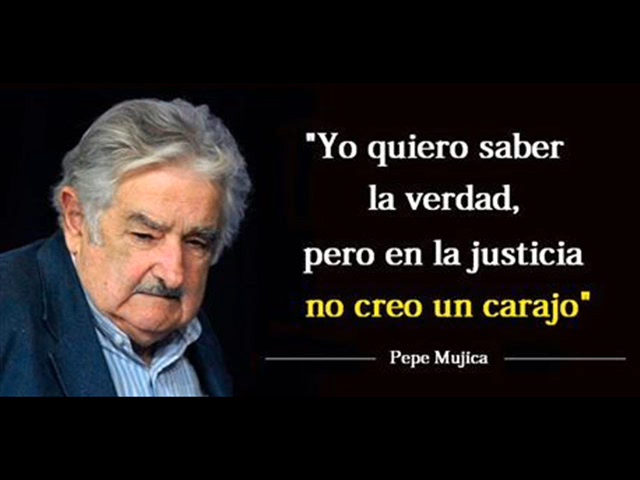 "Yo quiero saber
la verdad,
pero en la justicia
no creo un carajo"
Pepe Mujica